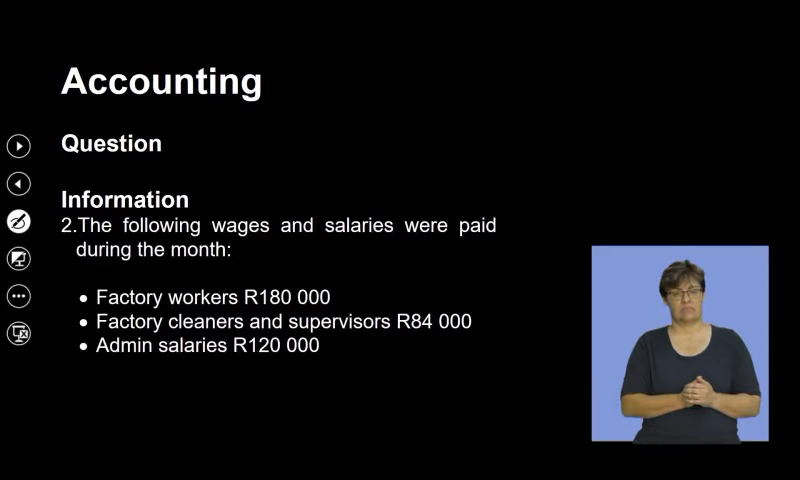 Accounting
Question
Information
2.The following wages and salaries were paid
during the month:
• Factory workers R180 000
• Factory cleaners and supervisors R84 000
• Admin salaries R120 000